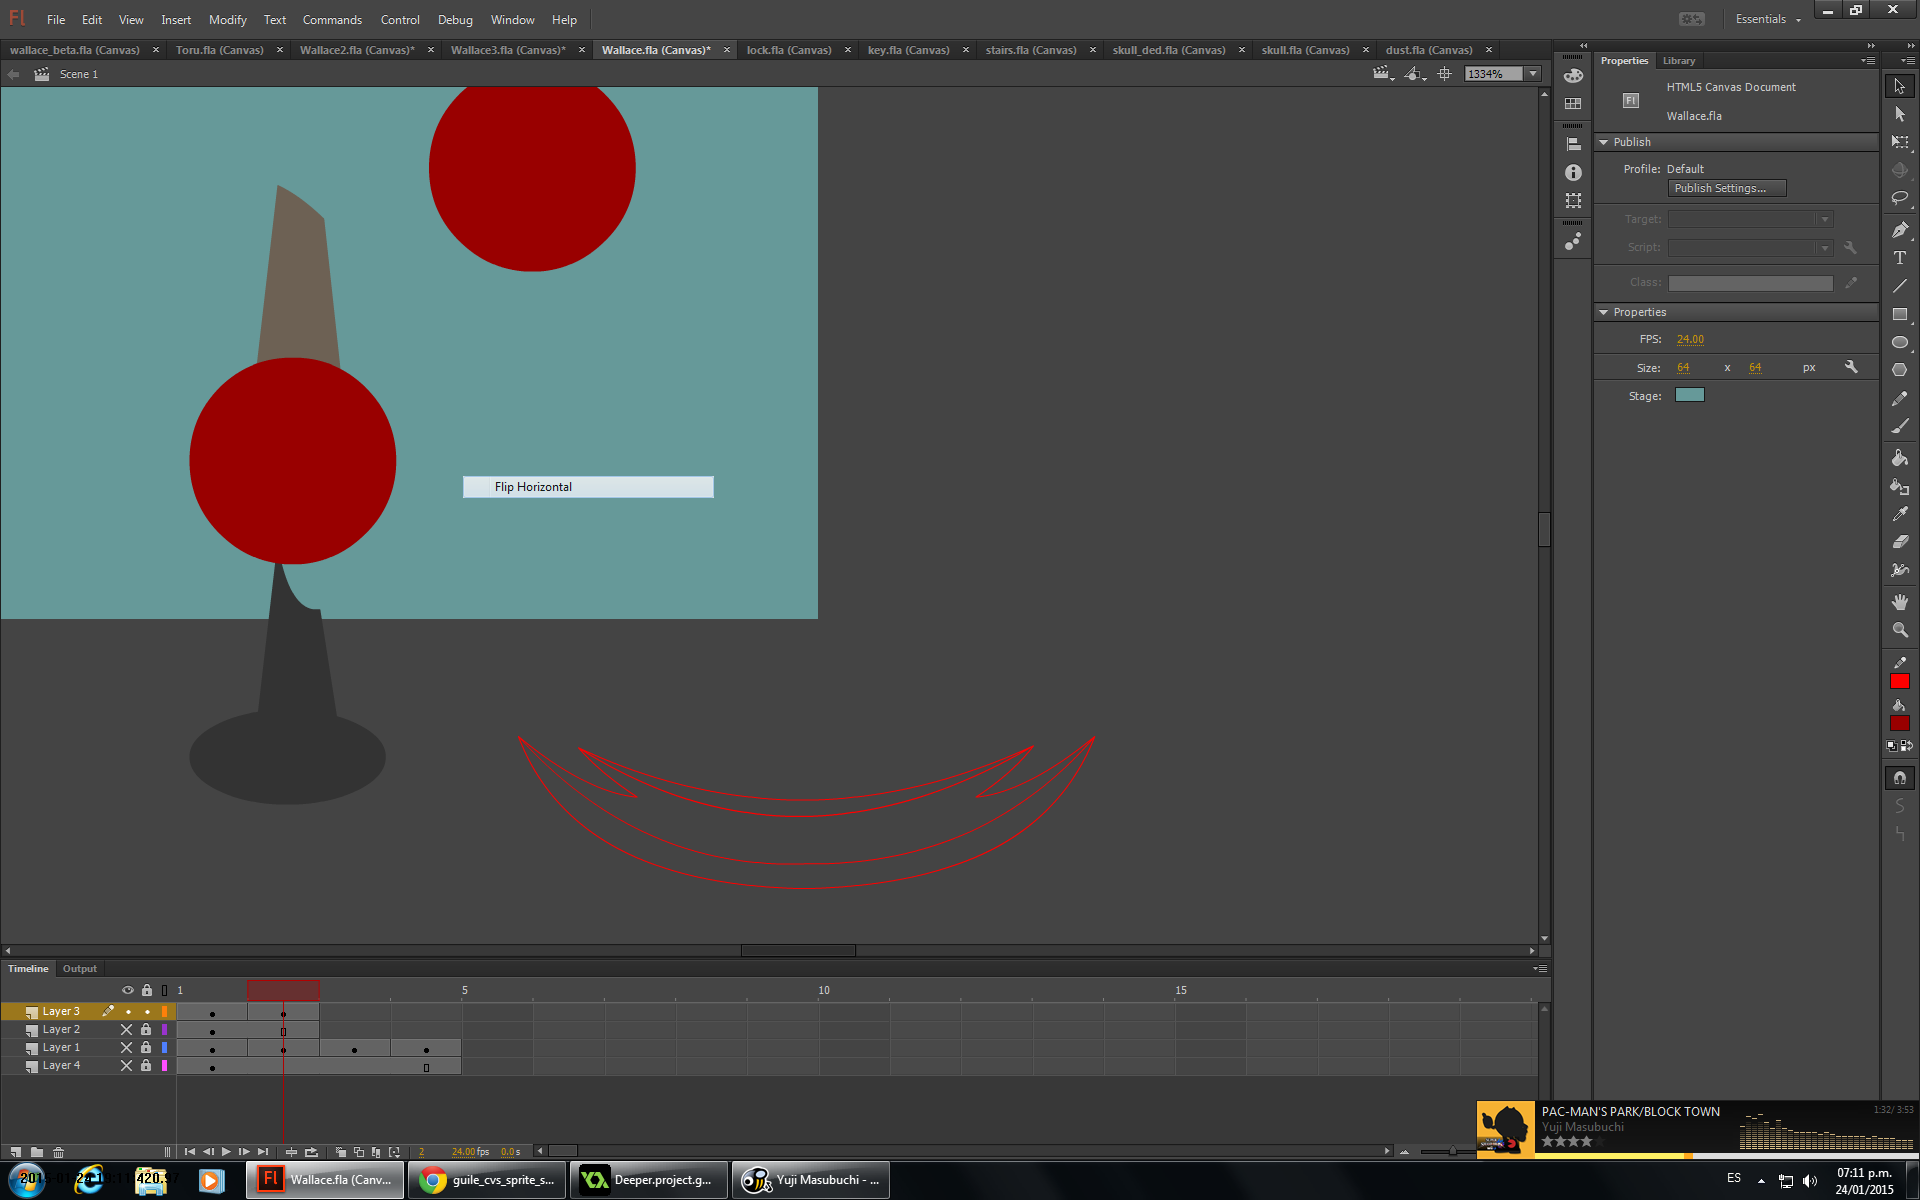 Fl File Edit View Insert Modify Text Commands Control Debug Window Help Essentials
wallace_beta.fla (Canvas) Toru.fla (Canvas) Wallace2.fla (Canvas)* Wallace3.fla (Canvas)* Wallace.fla (Canvas)* lock.fla (Canvas) key.fla (Canvas) stairs.fla (Canvas) skull_ded.fla (Canvas) skull.fla (Canvas) dust.fla (Canvas)
Scene 1 1334%
Flip Horizontal
Properties Library
HTML5 Canvas Document
Fl
Wallace.fla
Publish
Profile: Default
Publish Settings...
Target:
Script:
Class:
Properties
FPS: 24.00
Size: 64 x 64 px
Stage:
Timeline Output
1 5 10 15
Layer 3
Layer 2
Layer 1
Layer 4
2 24.00 fps 0.0 s
PAC-MAN'S PARK/BLOCK TOWN 1:32/ 3:53
Yuji Masubuchi
Fl Wallace.fla (Canv... guile_cvs_sprite_s... Deeper.project.g... Yuji Masubuchi - ...
ES 07:11 p.m.
24/01/2015